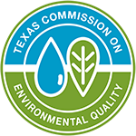 TEXAS COMMISSION ON
ENVIRONMENTAL QUALITY